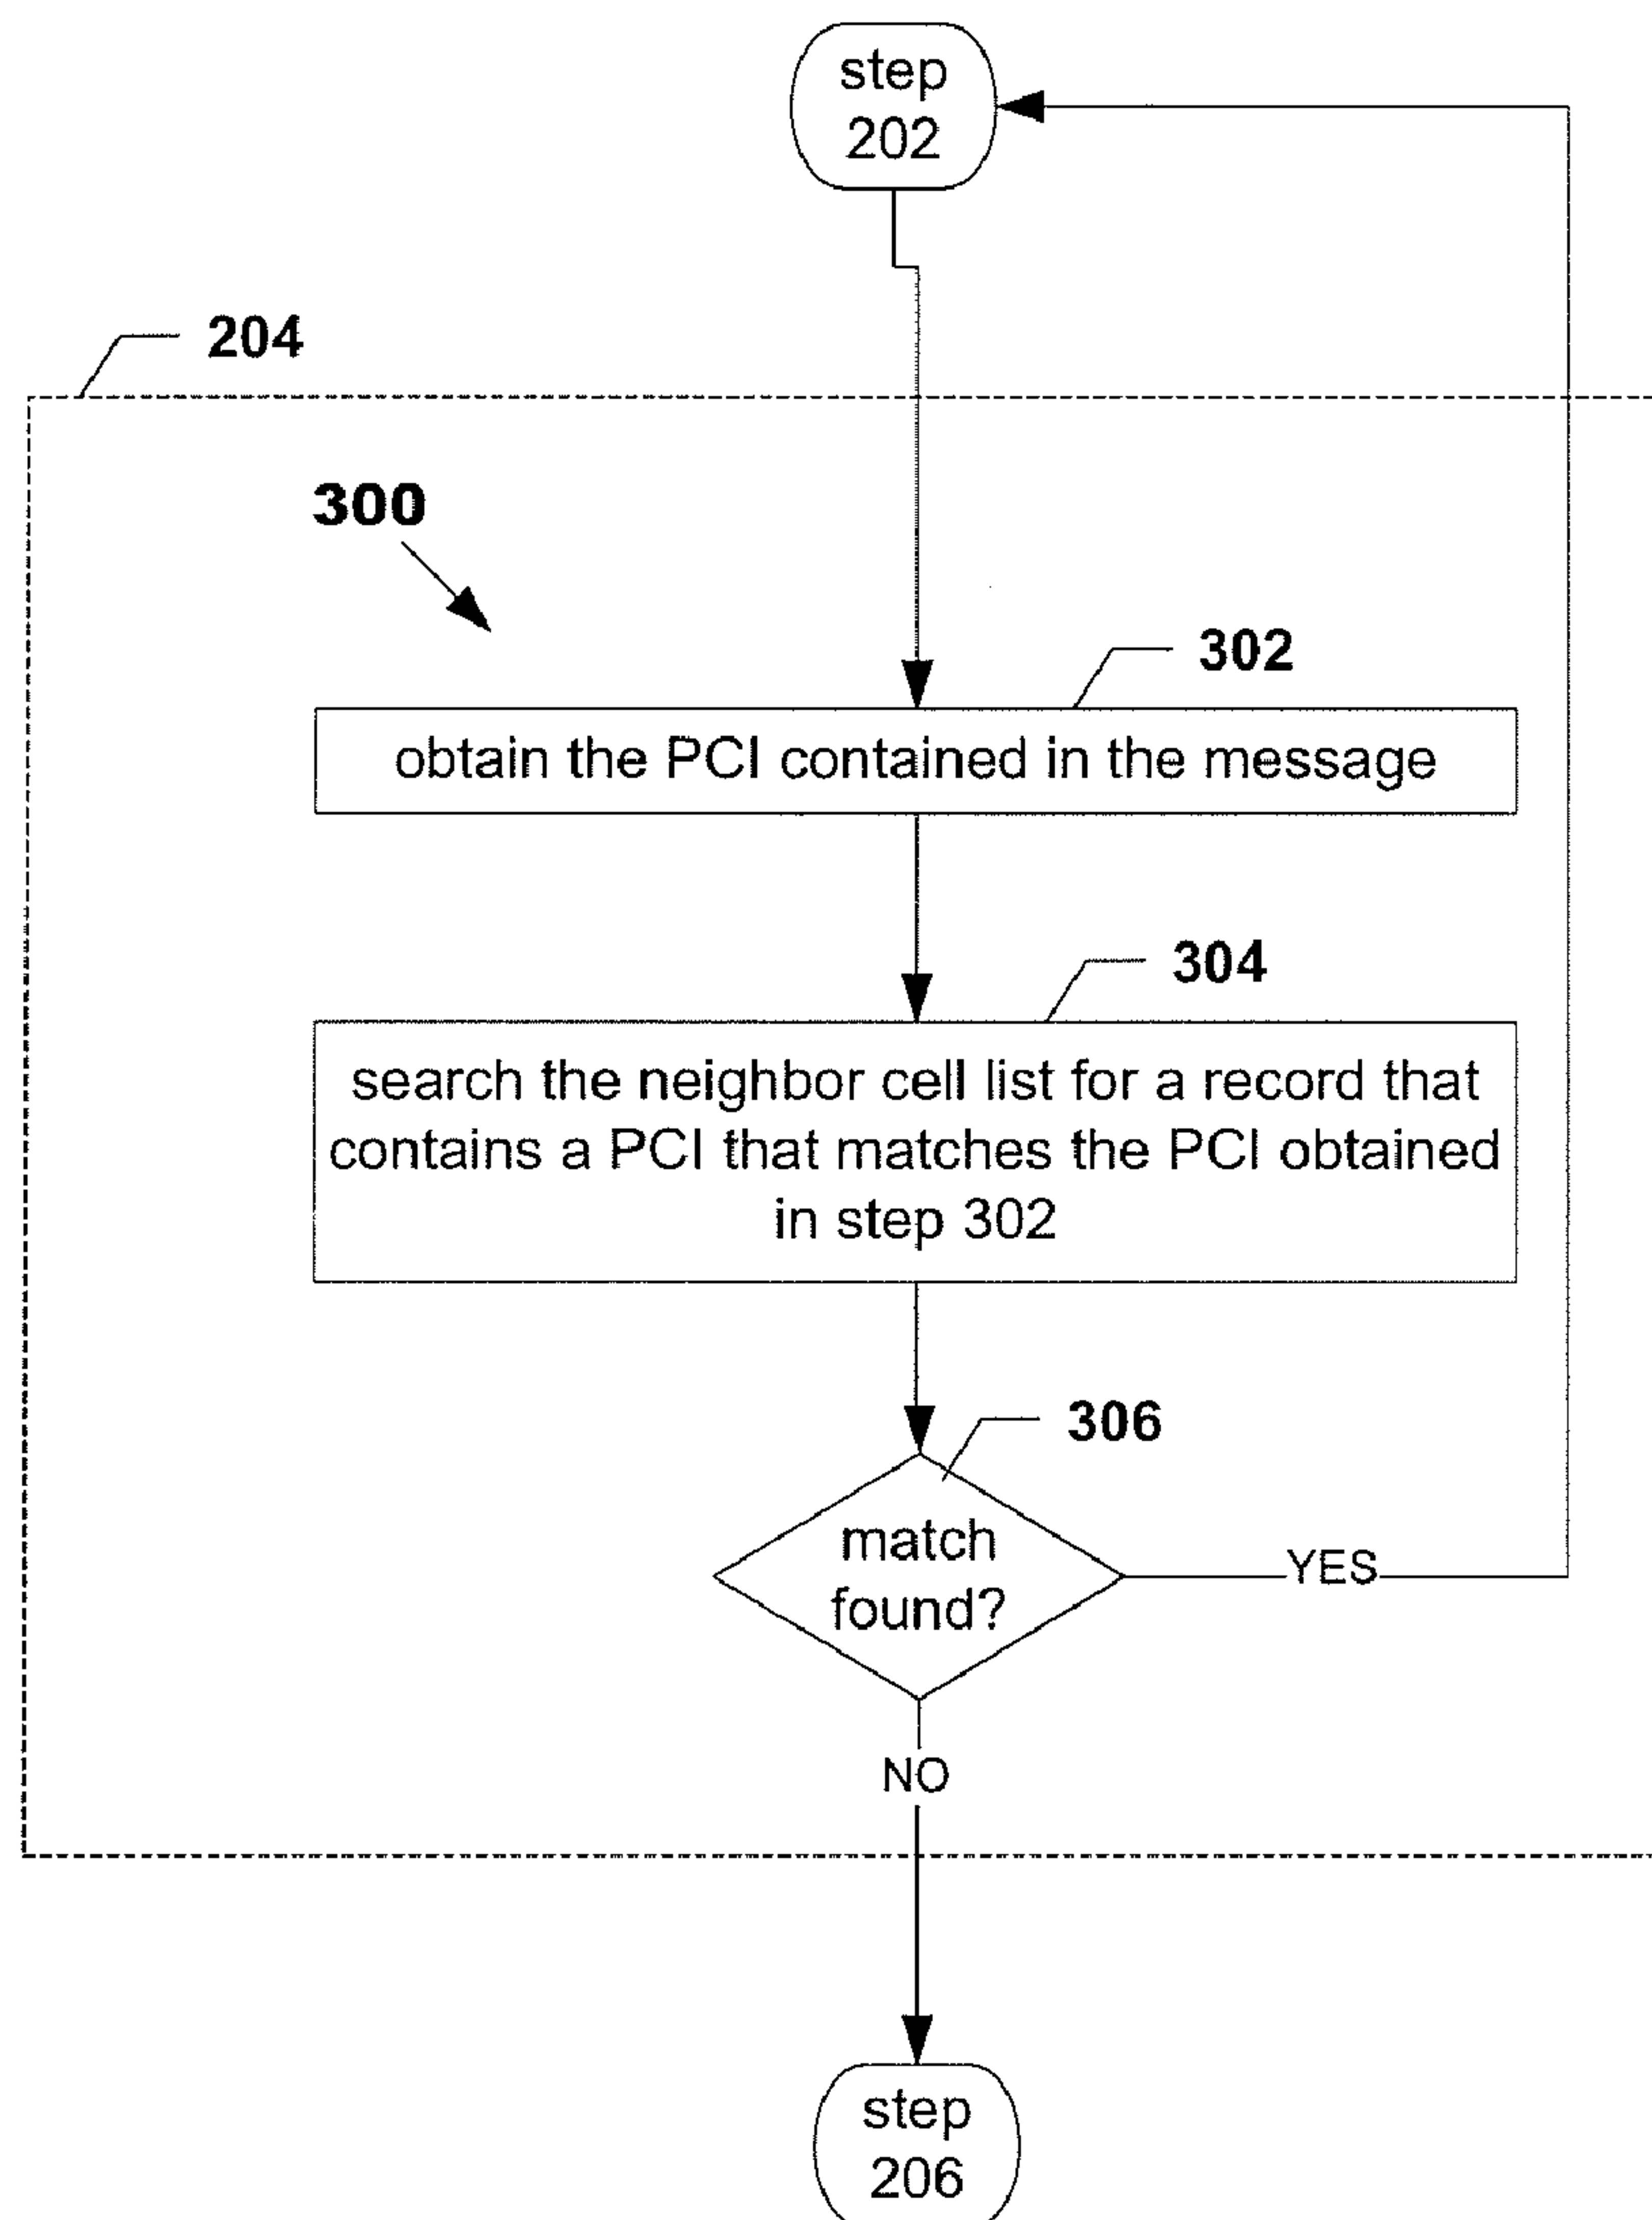 step
202
204
300
302
obtain the PCI contained in the message
304
search the neighbor cell list for a record that
contains a PCI that matches the PCI obtained
in step 302
306
match
found?
YES
NO
step
206